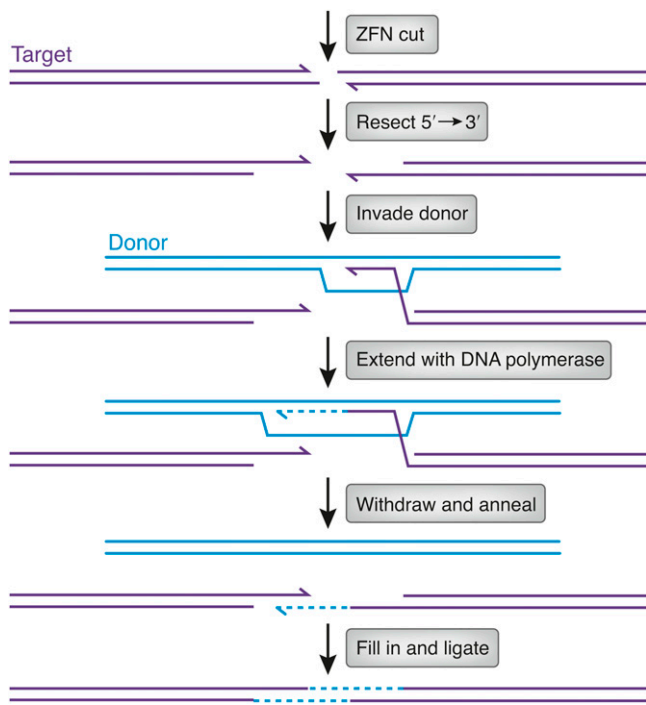 ZFN cut
Target
Resect 5′→3′
Invade donor
Donor
Extend with DNA polymerase
Withdraw and anneal
Fill in and ligate